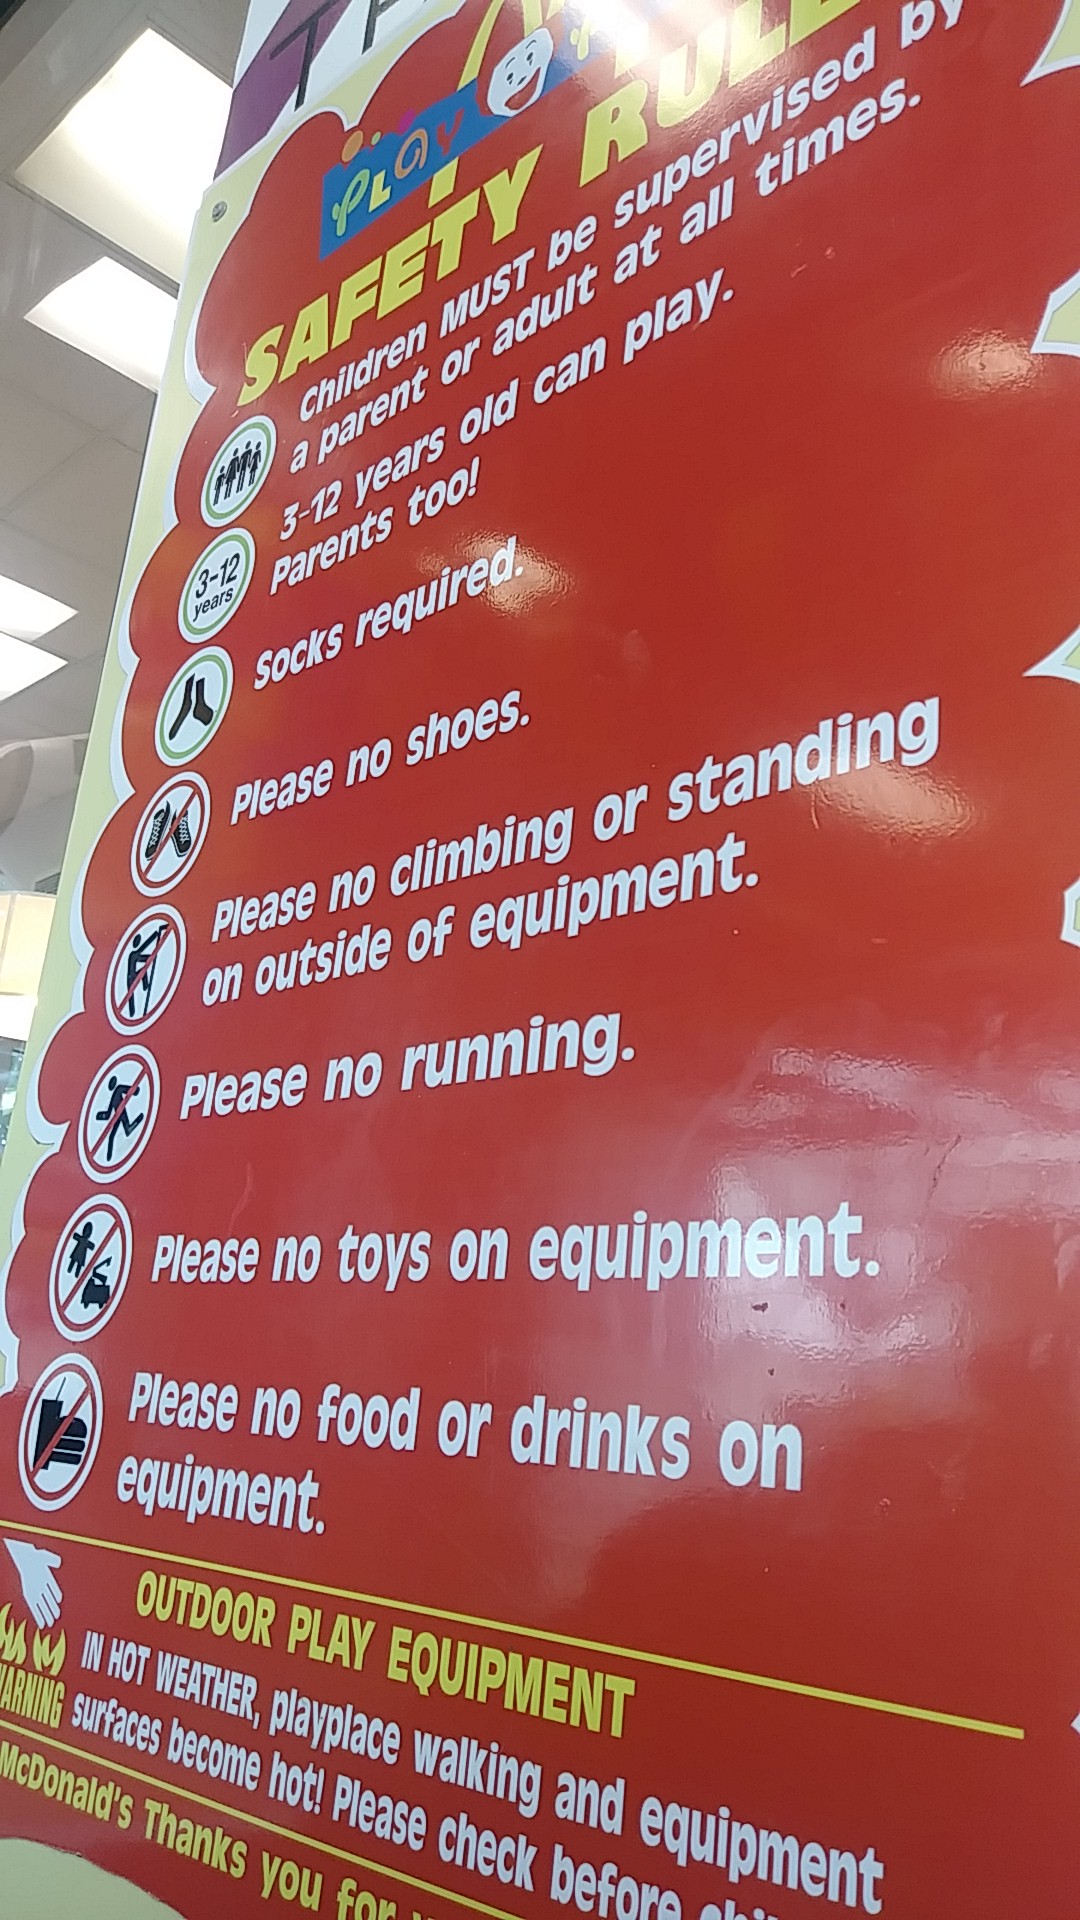 PLAY
SAFETY RULE
Children MUST be supervised by
a parent or adult at all times.
3-12
years
3-12 years old can play.
Parents too!
Socks required.
Please no shoes.
Please no climbing or standing
on outside of equipment.
Please no running.
Please no toys on equipment.
Please no food or drinks on
equipment.
OUTDOOR PLAY EQUIPMENT
WARNING
IN HOT WEATHER, playplace walking and equipment
surfaces become hot! Please check before
McDonald's Thanks you for